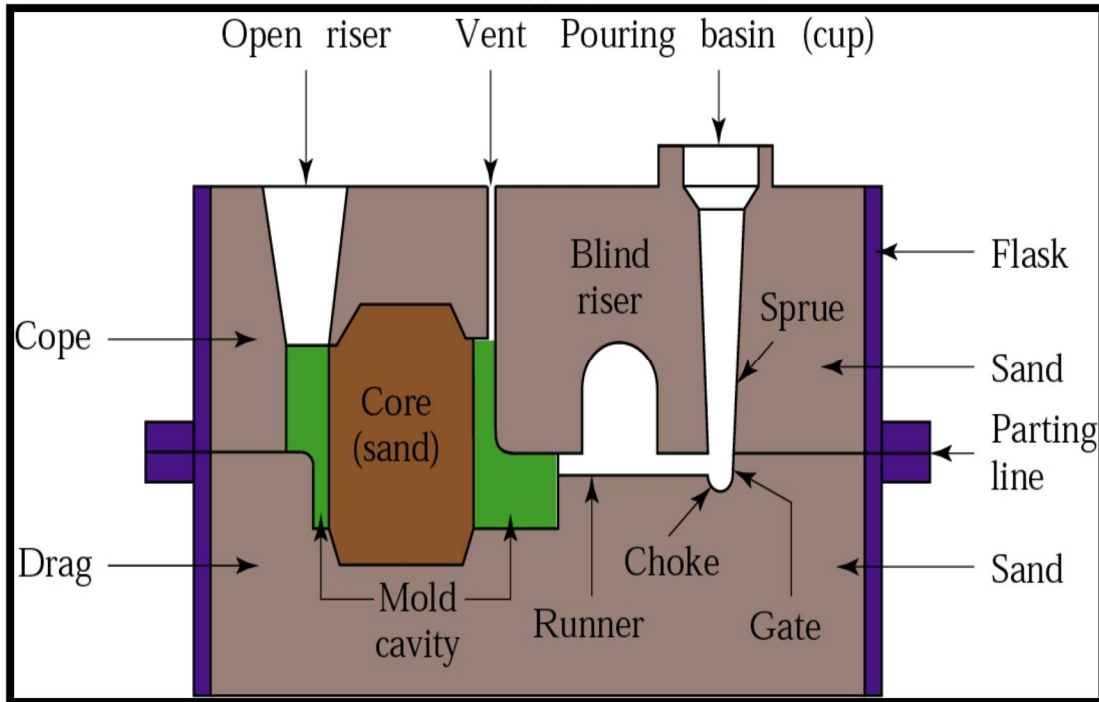 Open riser
Vent
Pouring basin (cup)
Blind
riser
Flask
Sprue
Cope
Sand
Core
(sand)
Parting
line
Drag
Choke
Sand
Mold
cavity
Runner
Gate